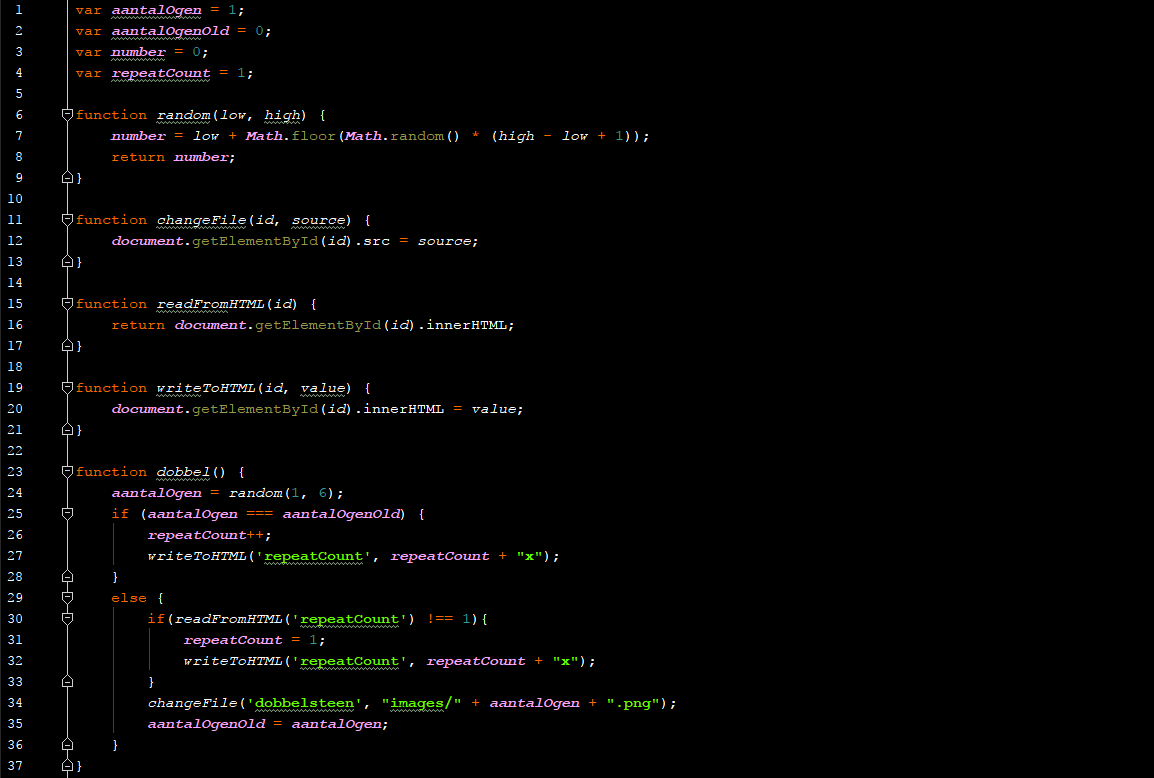 1 var aantalOgen = 1;
2 var aantalOgenOld = 0;
3 var number = 0;
4 var repeatCount = 1;
5
6 function random(low, high) {
7     number = low + Math.floor(Math.random() * (high - low + 1));
8     return number;
9 }
10
11 function changeFile(id, source) {
12     document.getElementById(id).src = source;
13 }
14
15 function readFromHTML(id) {
16     return document.getElementById(id).innerHTML;
17 }
18
19 function writeToHTML(id, value) {
20     document.getElementById(id).innerHTML = value;
21 }
22
23 function dobbel() {
24     aantalOgen = random(1, 6);
25     if (aantalOgen === aantalOgenOld) {
26         repeatCount++;
27         writeToHTML('repeatCount', repeatCount + "x");
28     }
29     else {
30         if(readFromHTML('repeatCount') !== 1){
31             repeatCount = 1;
32             writeToHTML('repeatCount', repeatCount + "x");
33         }
34         changeFile('dobbelsteen', "images/" + aantalOgen + ".png");
35         aantalOgenOld = aantalOgen;
36     }
37 }